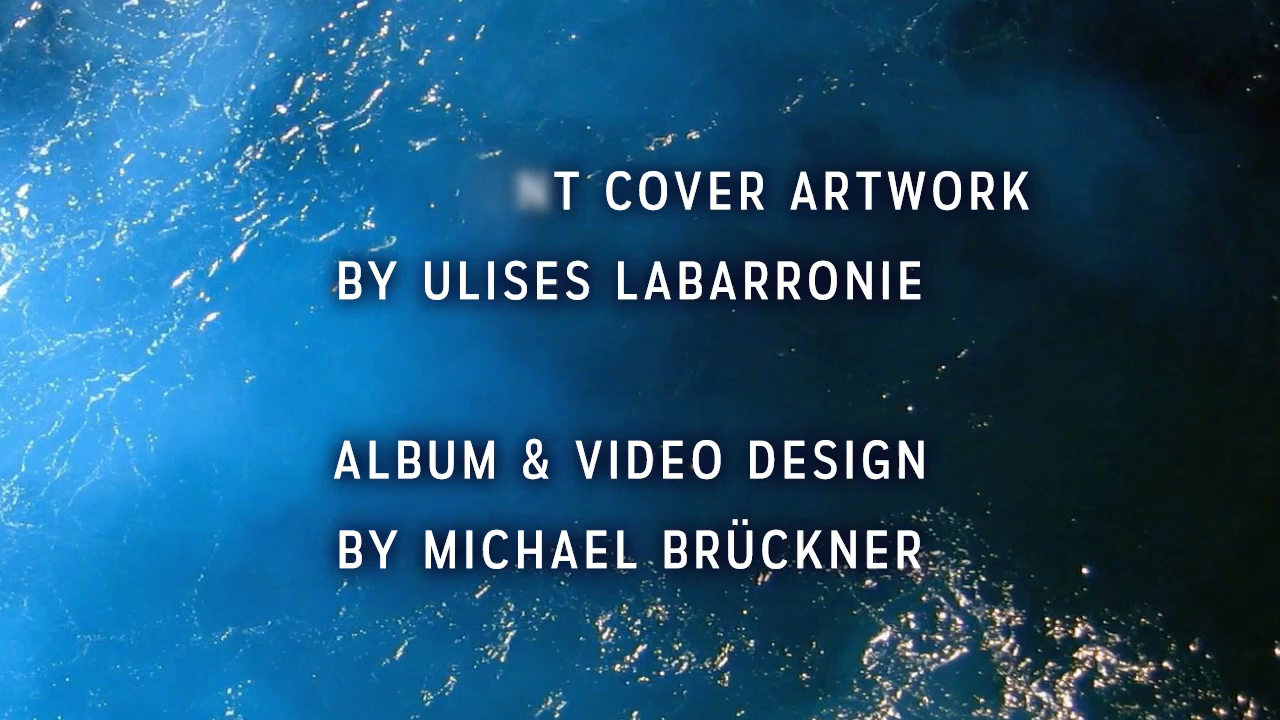 T COVER ARTWORK
BY ULISES LABARRONIE
ALBUM & VIDEO DESIGN
BY MICHAEL BRÜCKNER